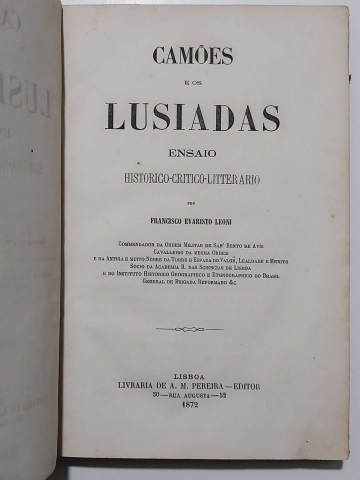 CAMÕES
E OS
LUSIADAS
ENSAIO
HISTORICO-CRITICO-LITTERARIO
POR
FRANCISCO EVARISTO LEONI
COMMENDADOR DA ORDEM MILITAR DE SAN' BENTO DE AVIS
CAVALLEIRO DA MESMA ORDEM
E DA ANTIGA E MUITO NOBRE DA TORRE E ESPADA DO VALOR, LEALDADE E MERITO
SOCIO DA ACADEMIA R. DAS SCIENCIAS DE LISBOA
E DO INSTITUTO HISTORICO GEOGRAPHICO E ETHNOGRAPHICO DO BRASIL
GENERAL DE BRIGADA REFORMADO &C.
LISBOA
LIVRARIA DE A. M. PEREIRA—EDITOR
50—RUA AUGUSTA—52
1872